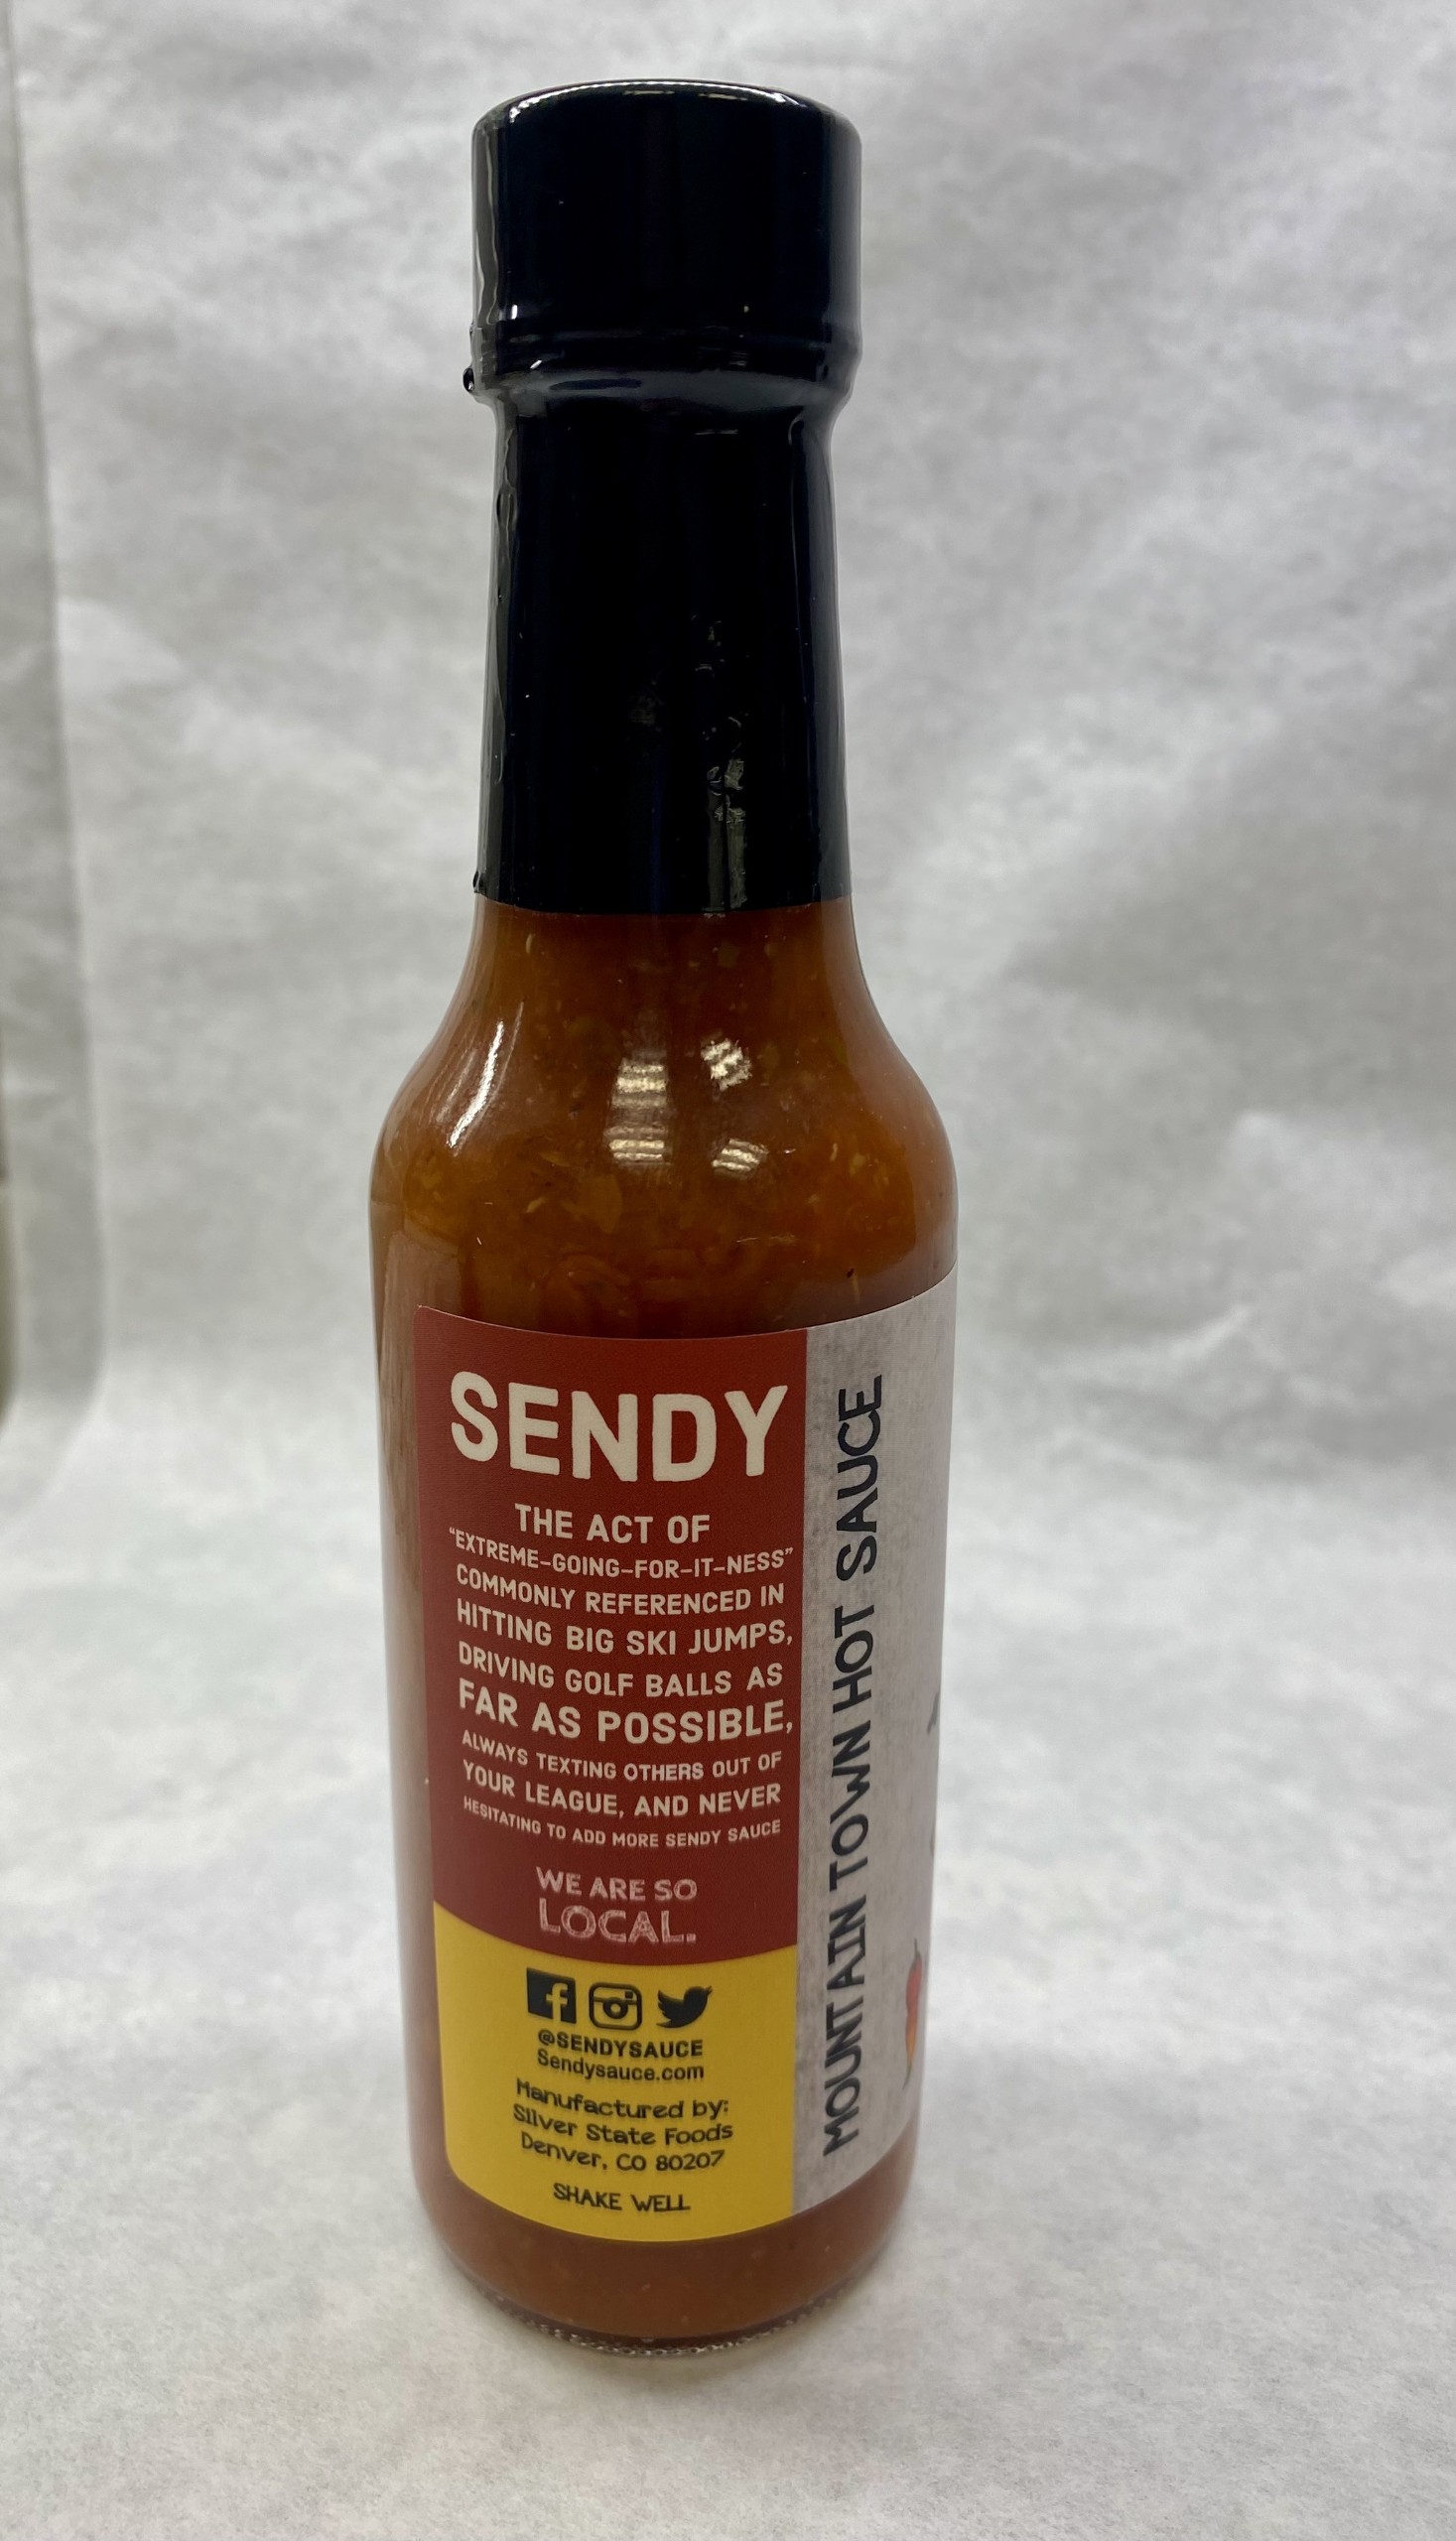 SENDY
THE ACT OF
“EXTREME-GOING-FOR-IT-NESS”
COMMONLY REFERENCED IN
HITTING BIG SKI JUMPS,
DRIVING GOLF BALLS AS
FAR AS POSSIBLE,
ALWAYS TEXTING OTHERS OUT OF
YOUR LEAGUE, AND NEVER
HESITATING TO ADD MORE SENDY SAUCE
WE ARE SO
LOCAL.
@SENDYSAUCE
Sendysauce.com
Manufactured by:
Silver State Foods
Denver, CO 80207
SHAKE WELL
MOUNTAIN TOWN HOT SAUCE